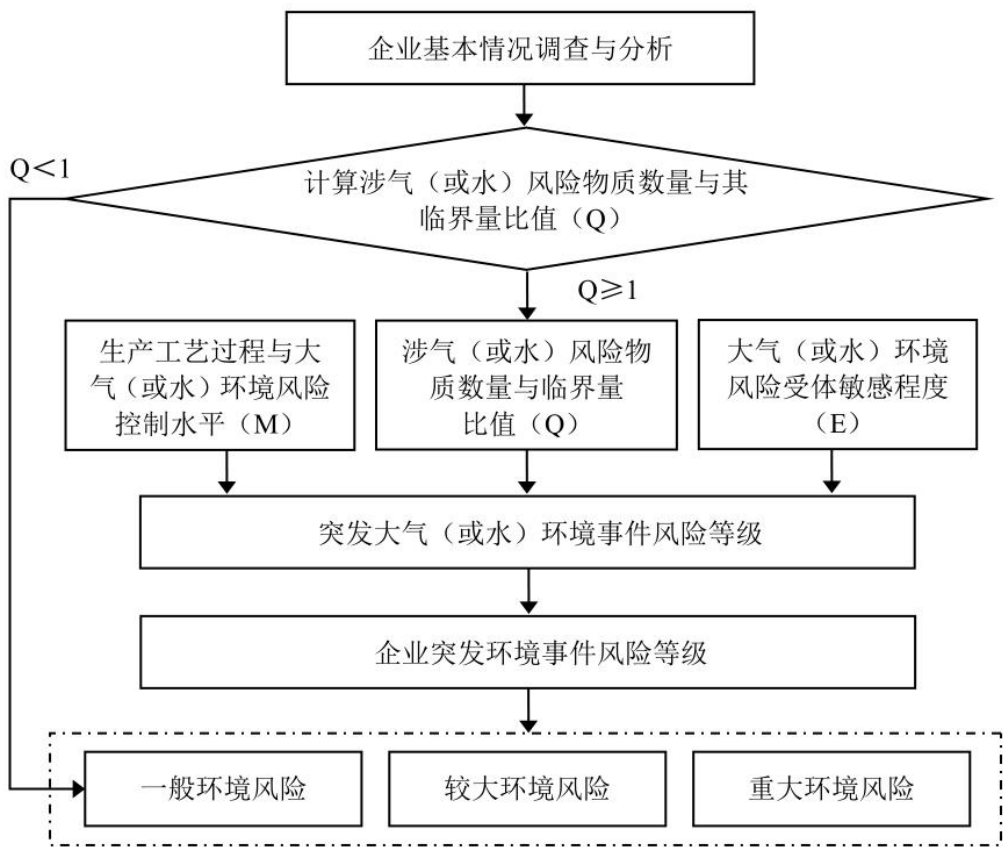 企业基本情况调查与分析
Q＜1
计算涉气（或水）风险物质数量与其
临界量比值（Q）
Q≥1
生产工艺过程与大
气（或水）环境风险
控制水平（M）
涉气（或水）风险物
质数量与临界量
比值（Q）
大气（或水）环境
风险受体敏感程度
（E）
突发大气（或水）环境事件风险等级
企业突发环境事件风险等级
一般环境风险
较大环境风险
重大环境风险